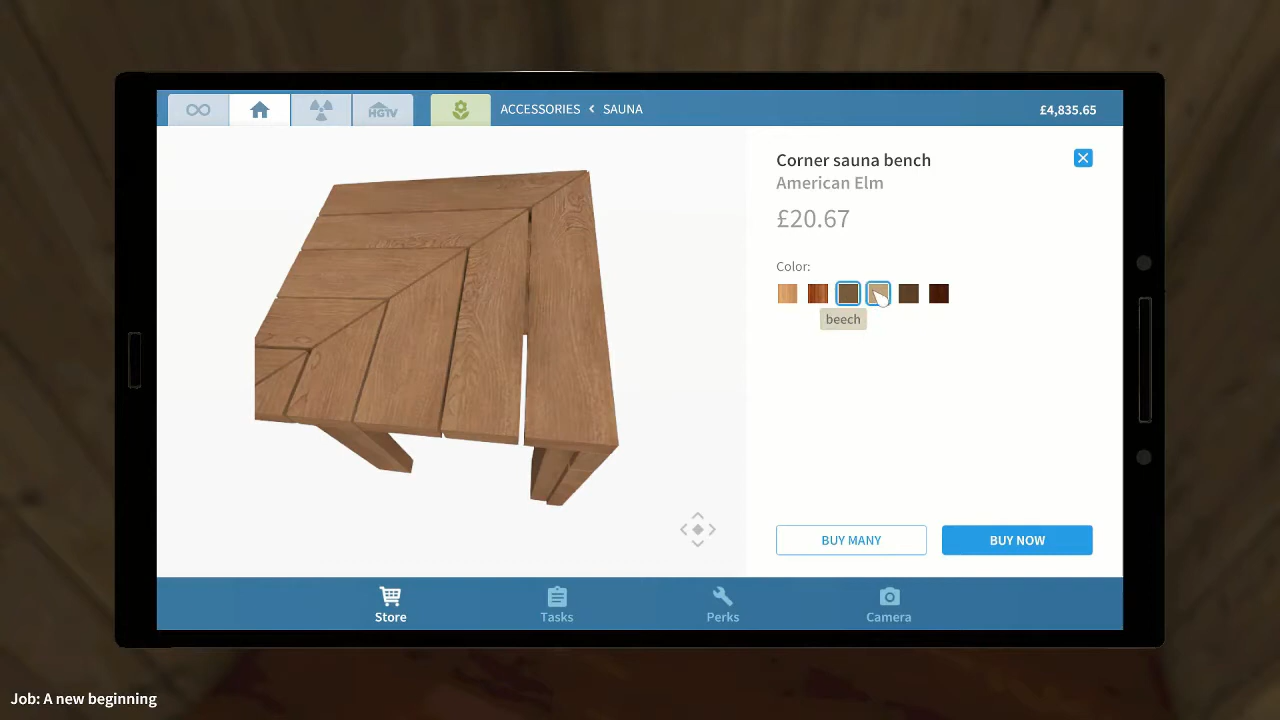 HGTV
ACCESSORIES < SAUNA
£4,835.65
Corner sauna bench
American Elm
£20.67
Color:
beech
BUY MANY
BUY NOW
Store
Tasks
Perks
Camera
Job: A new beginning